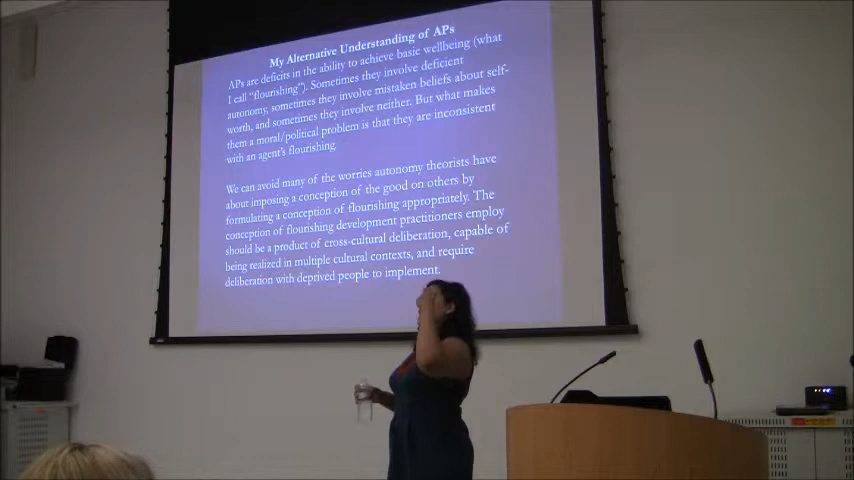 My Alternative Understanding of APs
APs are deficits in the ability to achieve basic wellbeing (what
I call "flourishing"). Sometimes they involve deficient
autonomy, sometimes they involve mistaken beliefs about self-
worth, and sometimes they involve neither. But what makes
them a moral/political problem is that they are inconsistent
with an agent's flourishing.
We can avoid many of the worries autonomy theorists have
about imposing a conception of the good on others by
formulating a conception of flourishing appropriately. The
conception of flourishing development practitioners employ
should be a product of cross-cultural deliberation, capable of
being realized in multiple cultural contexts, and require
deliberation with deprived people to implement.